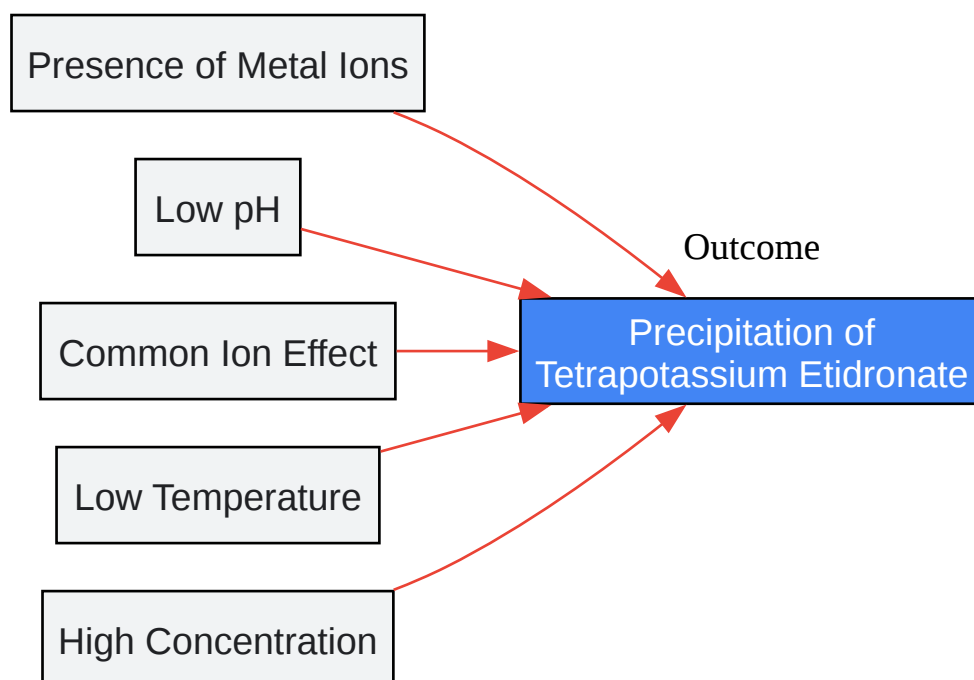 Presence of Metal Ions
Low pH
Outcome
Common Ion Effect
Precipitation of
Tetrapotassium Etidronate
Low Temperature
High Concentration